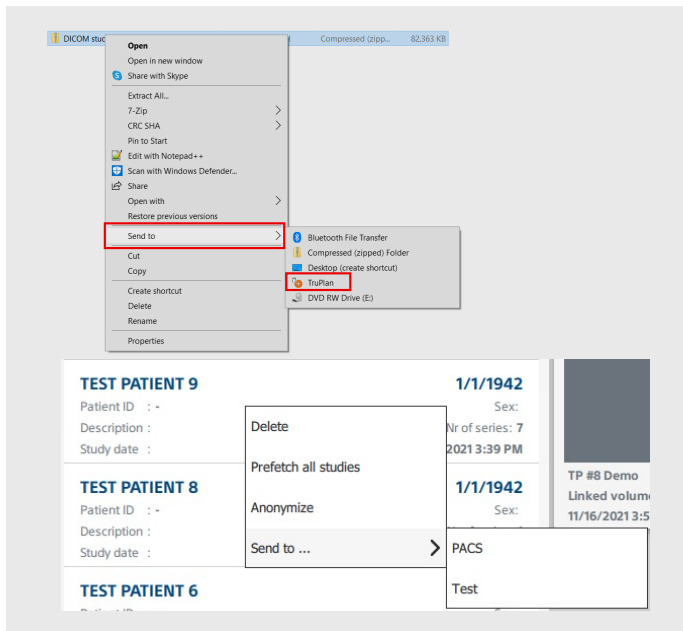 DICOM stud
Compressed (zipp... 82,363 KB
Open
Open in new window
Share with Skype
Extract All...
7-Zip
CRC SHA
Pin to Start
Edit with Notepad++
Scan with Windows Defender...
Share
Open with
Restore previous versions
Send to
Cut
Copy
Create shortcut
Delete
Rename
Properties
Bluetooth File Transfer
Compressed (zipped) Folder
Desktop (create shortcut)
TruPlan
DVD RW Drive (E:)
TEST PATIENT 9 1/1/1942
Patient ID : - Sex:
Description : Nr of series: 7
Study date : 2021 3:39 PM
TEST PATIENT 8 1/1/1942
Patient ID : - Sex:
Description :
Study date :
TEST PATIENT 6
Delete
Prefetch all studies
Anonymize
Send to ...
PACS
Test
TP #8 Demo
Linked volum
11/16/2021 3:5